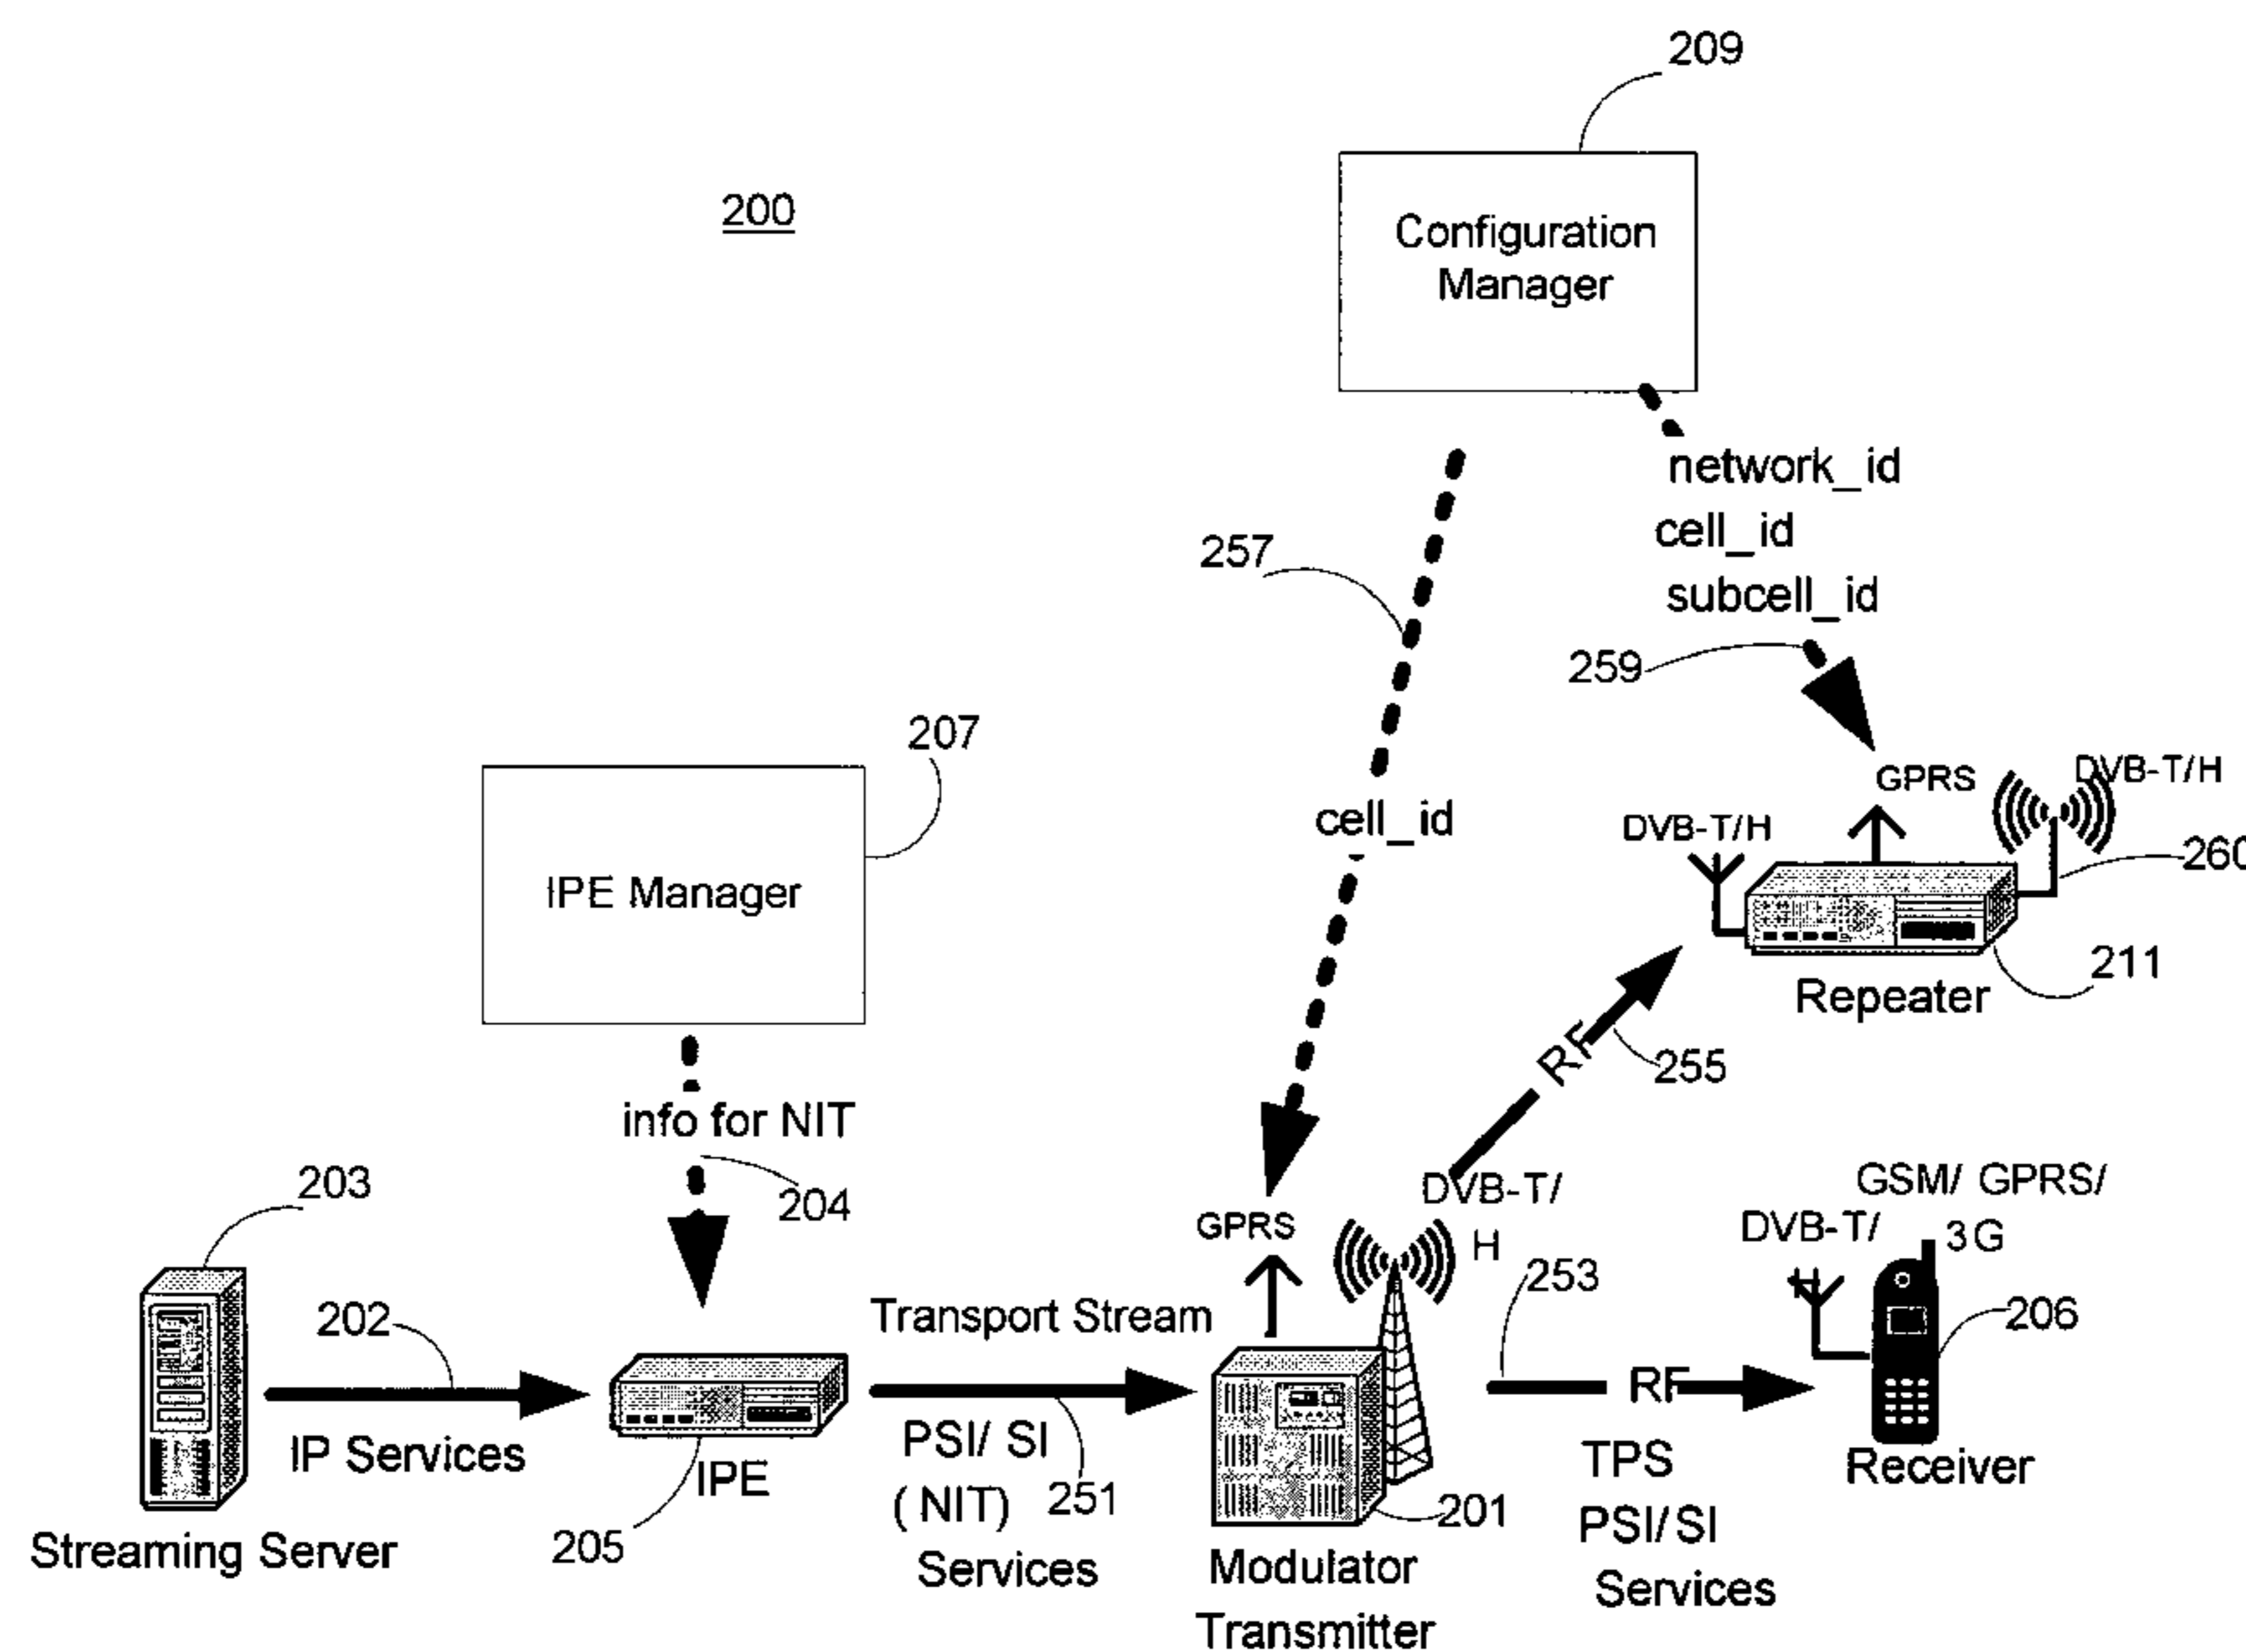 209
200
Configuration
Manager
network_id
cell_id
subcell_id
257
259
207
GPRS
DVB-T/H
DVB-T/H
cell_id
260
IPE Manager
211
Repeater
RF
255
info for NIT
204
203
DVB-T/
H
GPRS
GSM/ GPRS/
3G
DVB-T/
H
253
Transport Stream
202
206
RF
IP Services
PSI/ SI
(NIT)
Services
251
IPE
TPS
PSI/SI
Services
Receiver
201
205
Streaming Server
Modulator
Transmitter